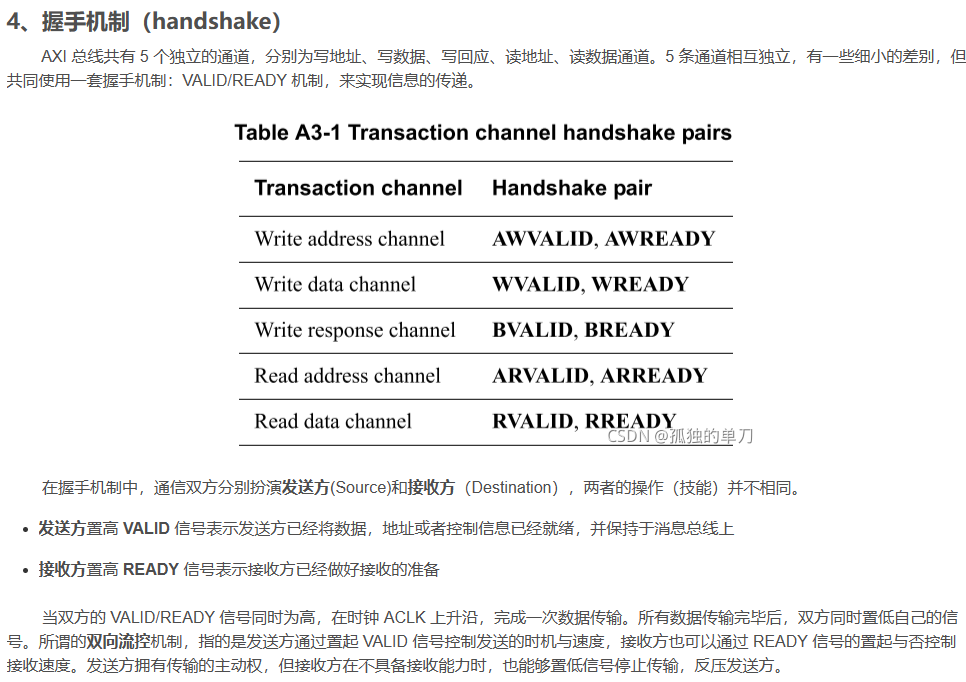 4、握手机制（handshake）
AXI 总线共有 5 个独立的通道，分别为写地址、写数据、写回应、读地址、读数据通道。5 条通道相互独立，有一些细小的差别，但
共同使用一套握手机制：VALID/READY 机制，来实现信息的传递。
Table A3-1 Transaction channel handshake pairs
Transaction channel Handshake pair
Write address channel AWVALID, AWREADY
Write data channel WVALID, WREADY
Write response channel BVALID, BREADY
Read address channel ARVALID, ARREADY
Read data channel RVALID, RREADY
CSDN @孤独的单刀
在握手机制中，通信双方分别扮演发送方(Source)和接收方（Destination），两者的操作（技能）并不相同。
• 发送方置高 VALID 信号表示发送方已经将数据，地址或者控制信息已经就绪，并保持于消息总线上
• 接收方置高 READY 信号表示接收方已经做好接收的准备
当双方的 VALID/READY 信号同时为高，在时钟 ACLK 上升沿，完成一次数据传输。所有数据传输完毕后，双方同时置低自己的信
号。所谓的双向流控机制，指的是发送方通过置起 VALID 信号控制发送的时机与速度，接收方也可以通过 READY 信号的置起与否控制
接收速度。发送方拥有传输的主动权，但接收方在不具备接收能力时，也能够置低信号停止传输，反压发送方。